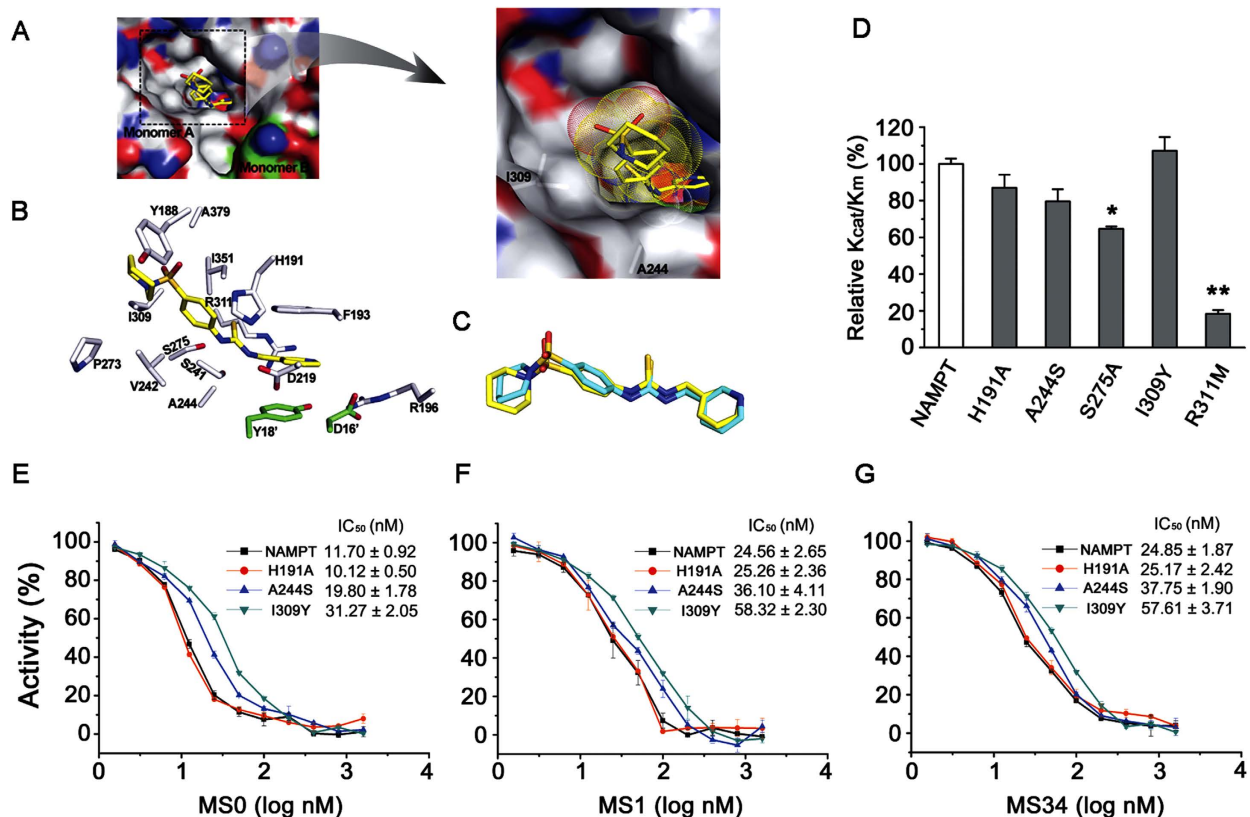 A
Monomer A
Monomer B
I309
A244
B
Y188
A379
I351
H191
I309
R311
F193
P273
S275
V242
S241
D219
A244
R196
Y18'
D16'
C
D
Relative Kcat/Km (%)
120
100
80
60
40
20
0
*
**
NAMPT
H191A
A244S
S275A
I309Y
R311M
E
Activity (%)
100
80
60
40
20
0
IC₅₀ (nM)
NAMPT 11.70 ± 0.92
H191A 10.12 ± 0.50
A244S 19.80 ± 1.78
I309Y 31.27 ± 2.05
0 1 2 3 4
MS0 (log nM)
F
100
80
60
40
20
0
IC₅₀ (nM)
NAMPT 24.56 ± 2.65
H191A 25.26 ± 2.36
A244S 36.10 ± 4.11
I309Y 58.32 ± 2.30
0 1 2 3 4
MS1 (log nM)
G
100
80
60
40
20
0
IC₅₀ (nM)
NAMPT 24.85 ± 1.87
H191A 25.17 ± 2.42
A244S 37.75 ± 1.90
I309Y 57.61 ± 3.71
0 1 2 3 4
MS34 (log nM)